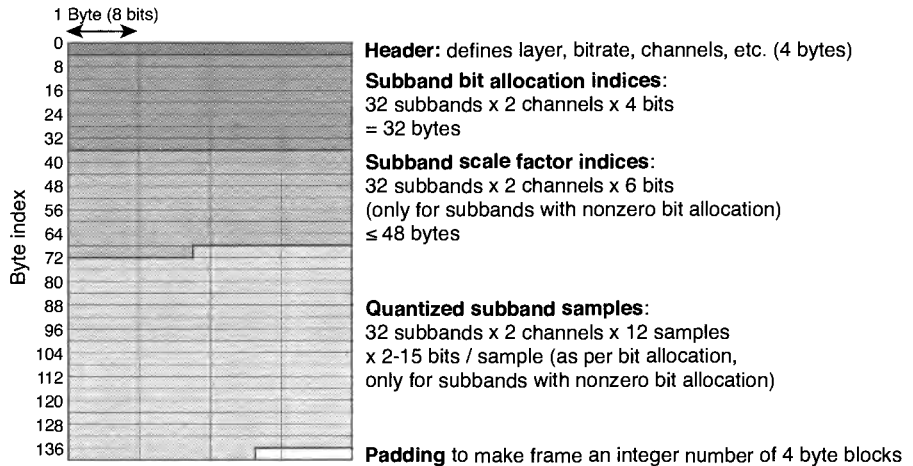 1 Byte (8 bits)
0
8
16
24
32
40
48
56
64
72
80
88
96
104
112
120
128
136
Byte index
Header: defines layer, bitrate, channels, etc. (4 bytes)
Subband bit allocation indices:
32 subbands x 2 channels x 4 bits
= 32 bytes
Subband scale factor indices:
32 subbands x 2 channels x 6 bits
(only for subbands with nonzero bit allocation)
≤ 48 bytes
Quantized subband samples:
32 subbands x 2 channels x 12 samples
x 2-15 bits / sample (as per bit allocation,
only for subbands with nonzero bit allocation)
Padding to make frame an integer number of 4 byte blocks